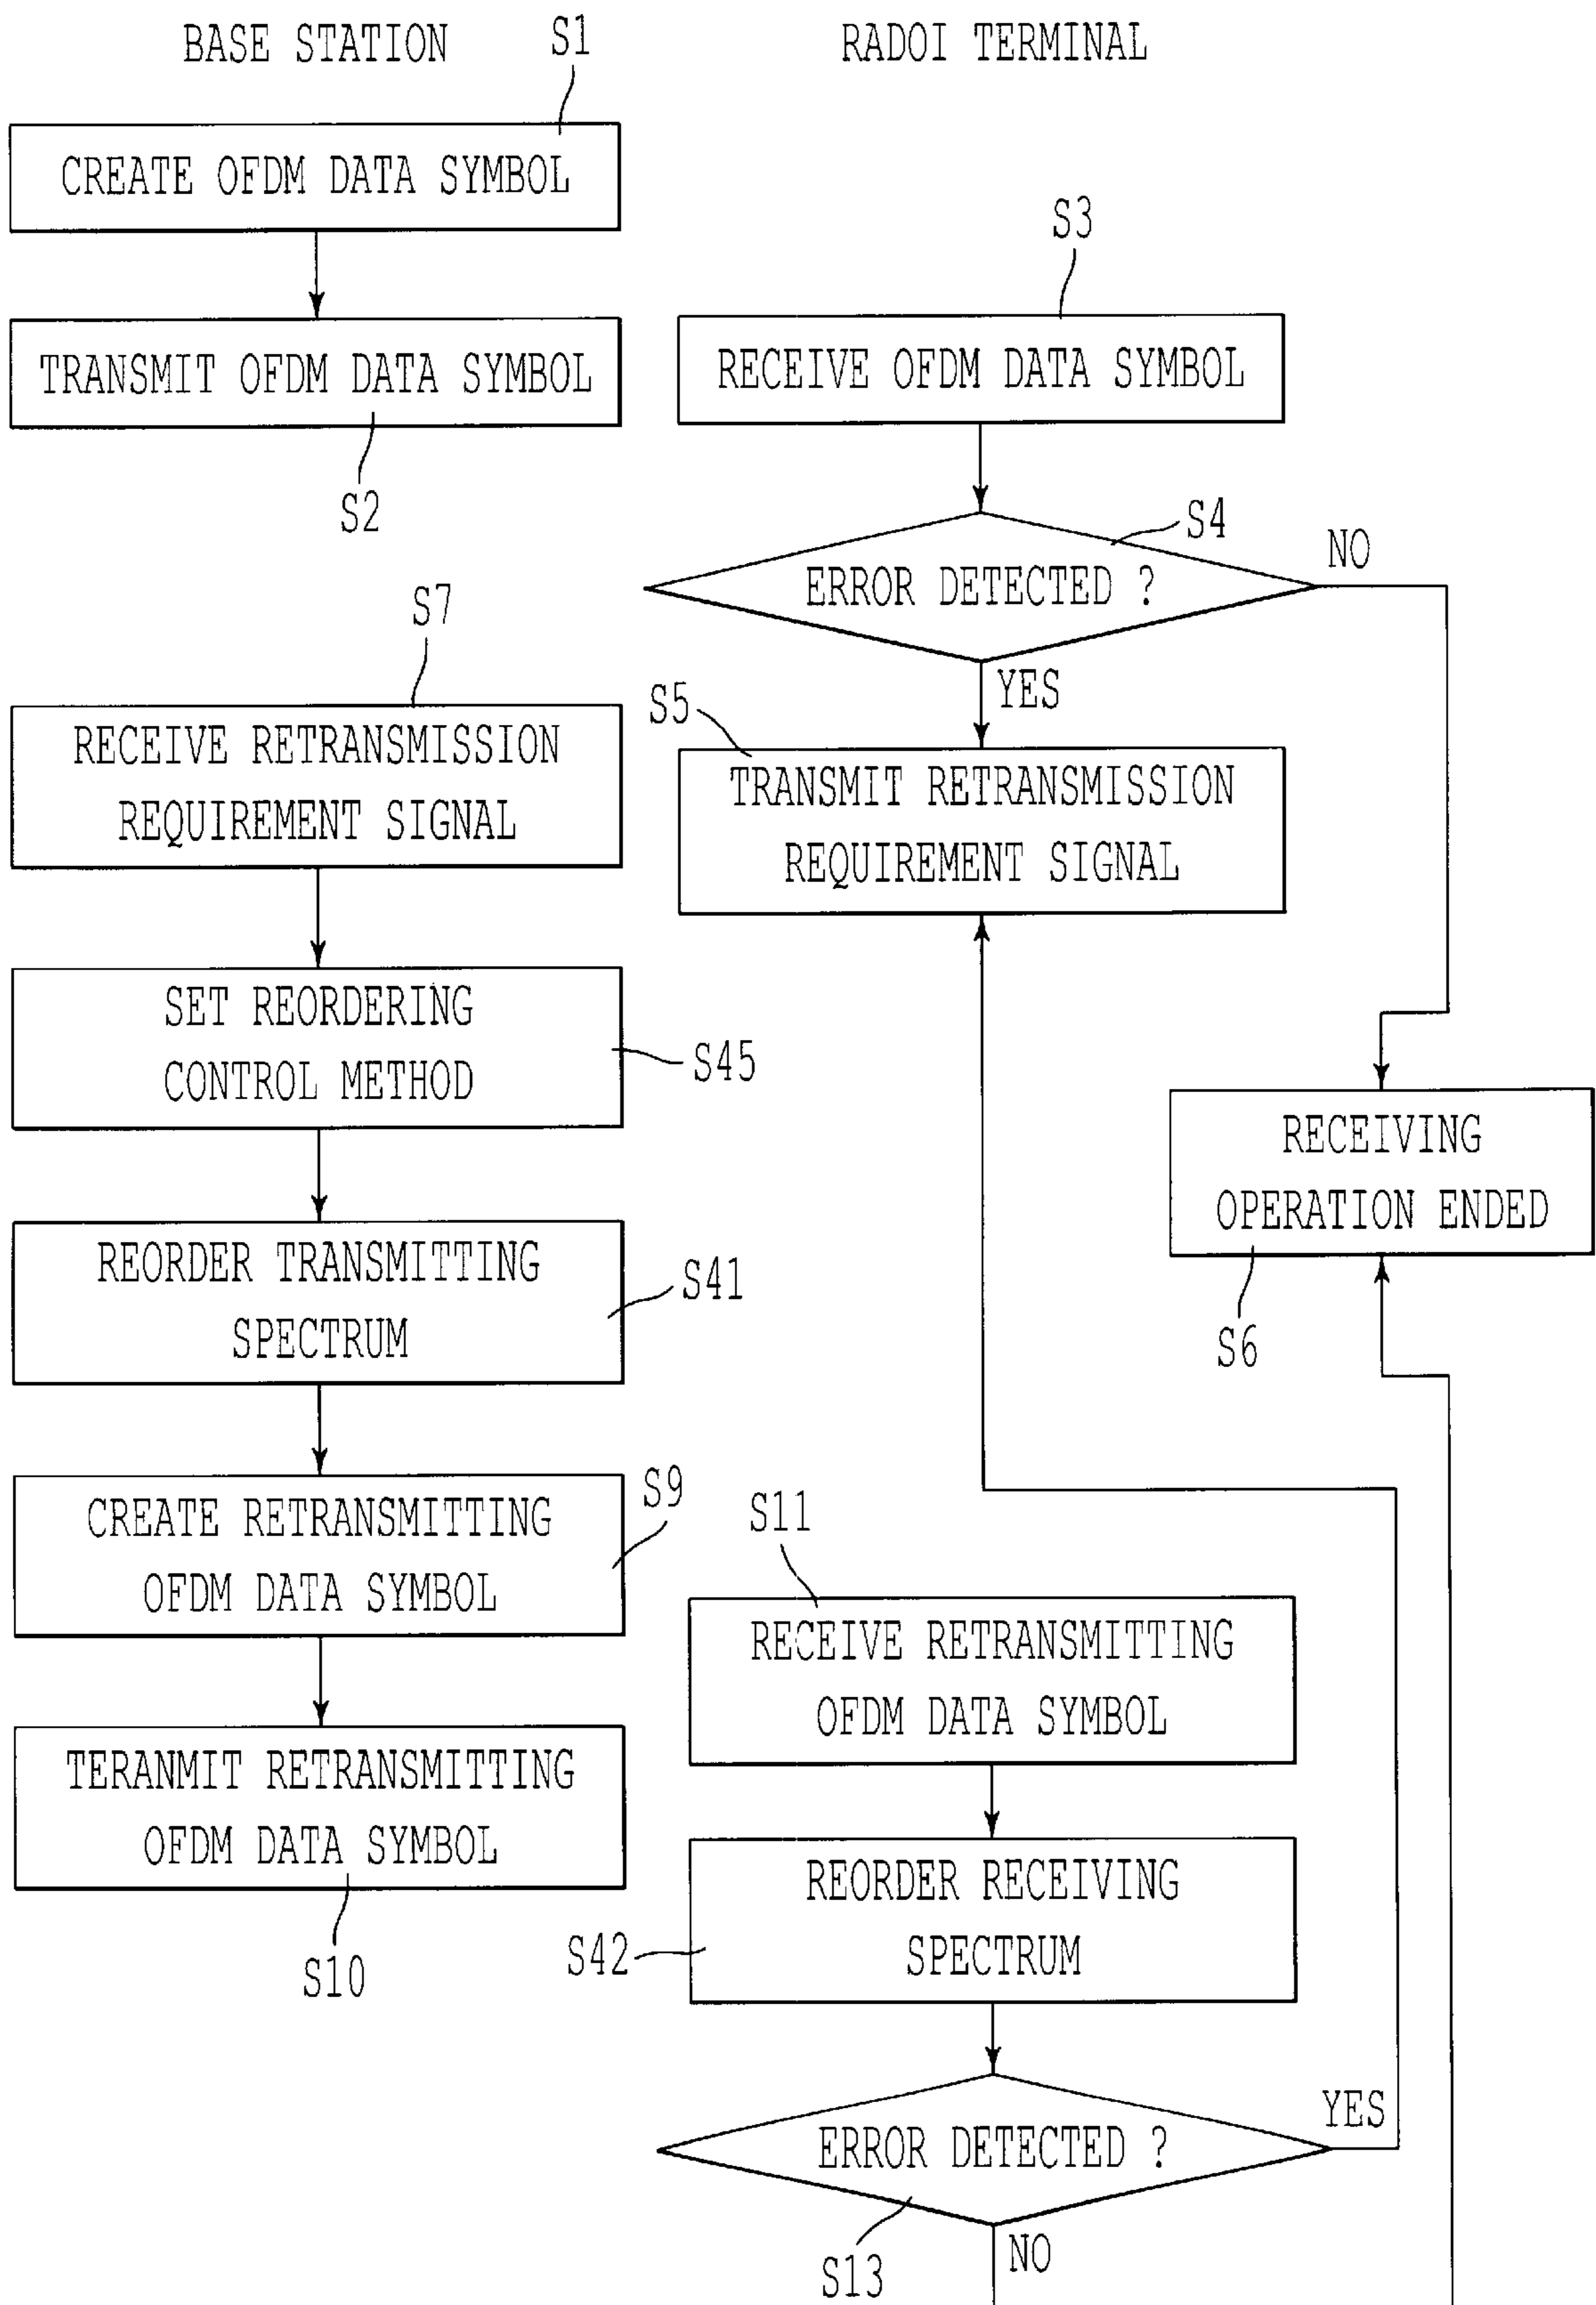 BASE STATION
S1
CREATE OFDM DATA SYMBOL
TRANSMIT OFDM DATA SYMBOL
S2
S7
RECEIVE RETRANSMISSION
REQUIREMENT SIGNAL
SET REORDERING
CONTROL METHOD
S45
REORDER TRANSMITTING
SPECTRUM
S41
CREATE RETRANSMITTING
OFDM DATA SYMBOL
S9
TERANMIT RETRANSMITTING
OFDM DATA SYMBOL
S10
RADOI TERMINAL
S3
RECEIVE OFDM DATA SYMBOL
S4
ERROR DETECTED ?
NO
YES
S5
TRANSMIT RETRANSMISSION
REQUIREMENT SIGNAL
RECEIVING
OPERATION ENDED
S6
S11
RECEIVE RETRANSMITTING
OFDM DATA SYMBOL
REORDER RECEIVING
SPECTRUM
S42
ERROR DETECTED ?
YES
S13
NO